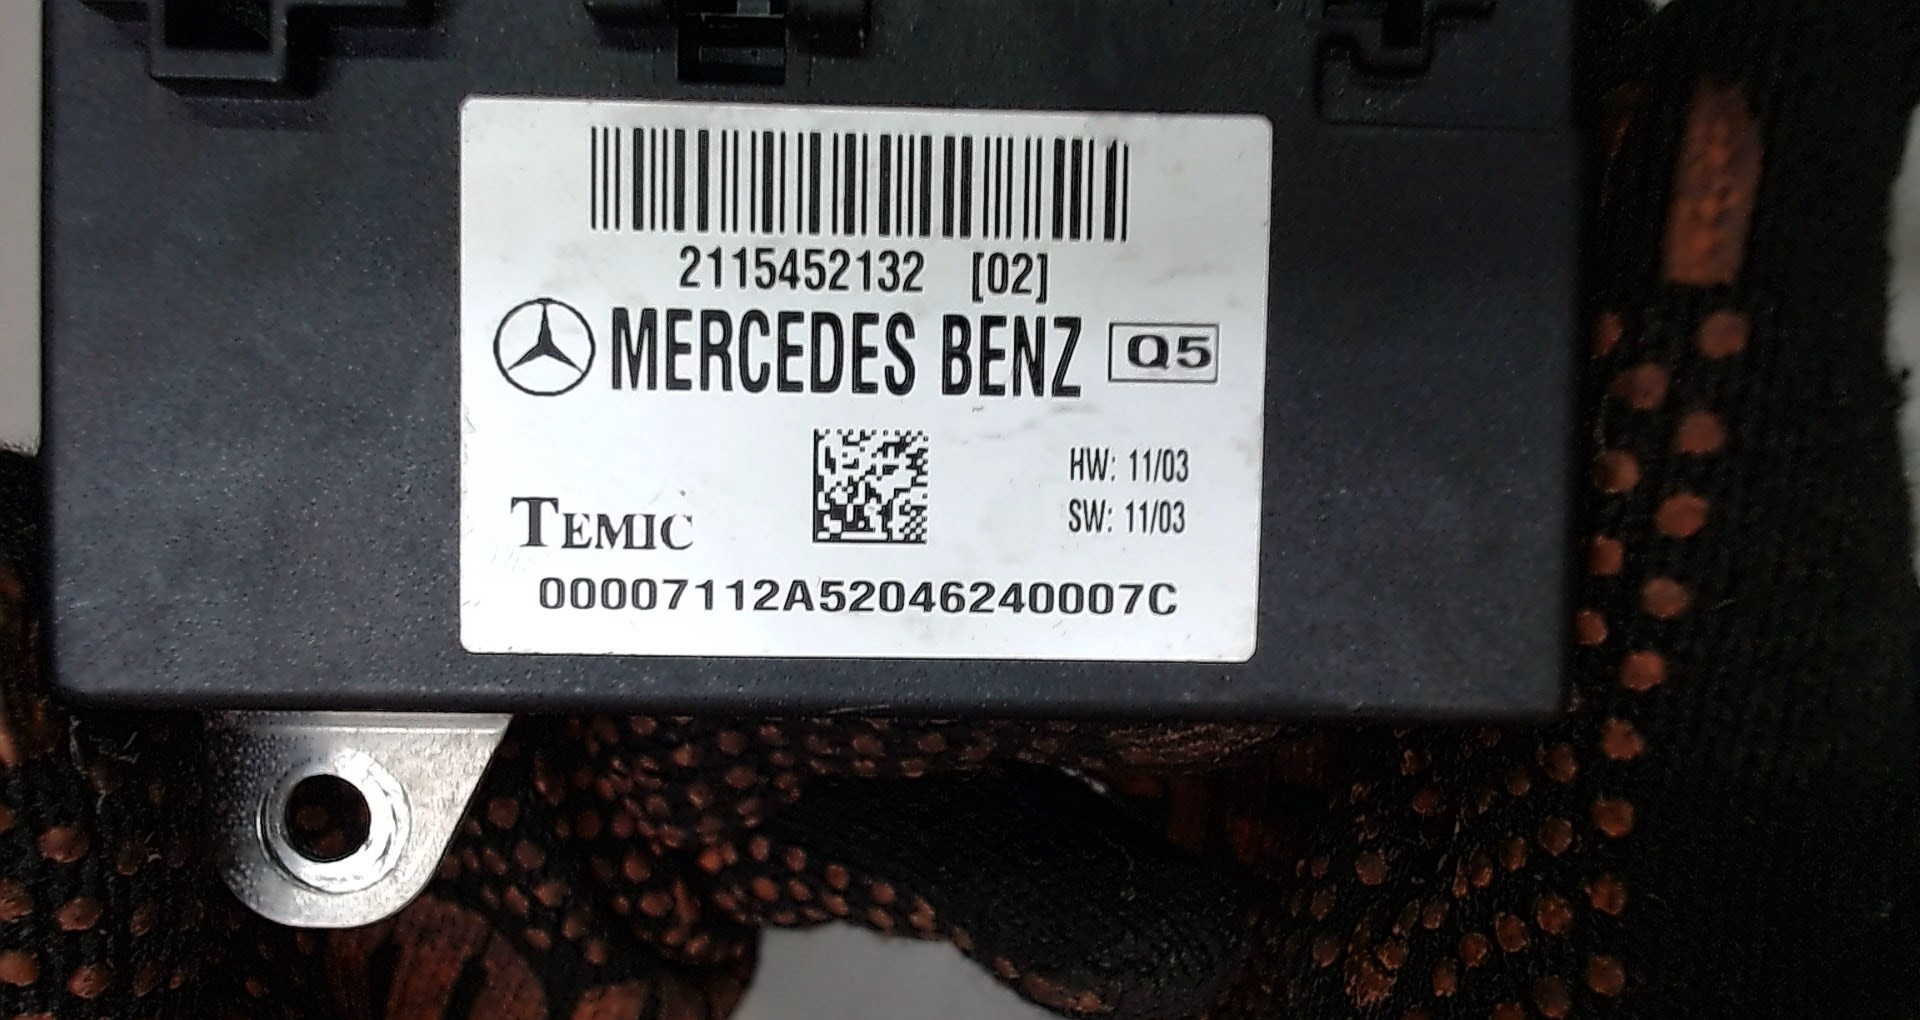 2115452132 [02]
MERCEDES BENZ Q5
HW: 11/03
SW: 11/03
TEMIC
00007112A52046240007C